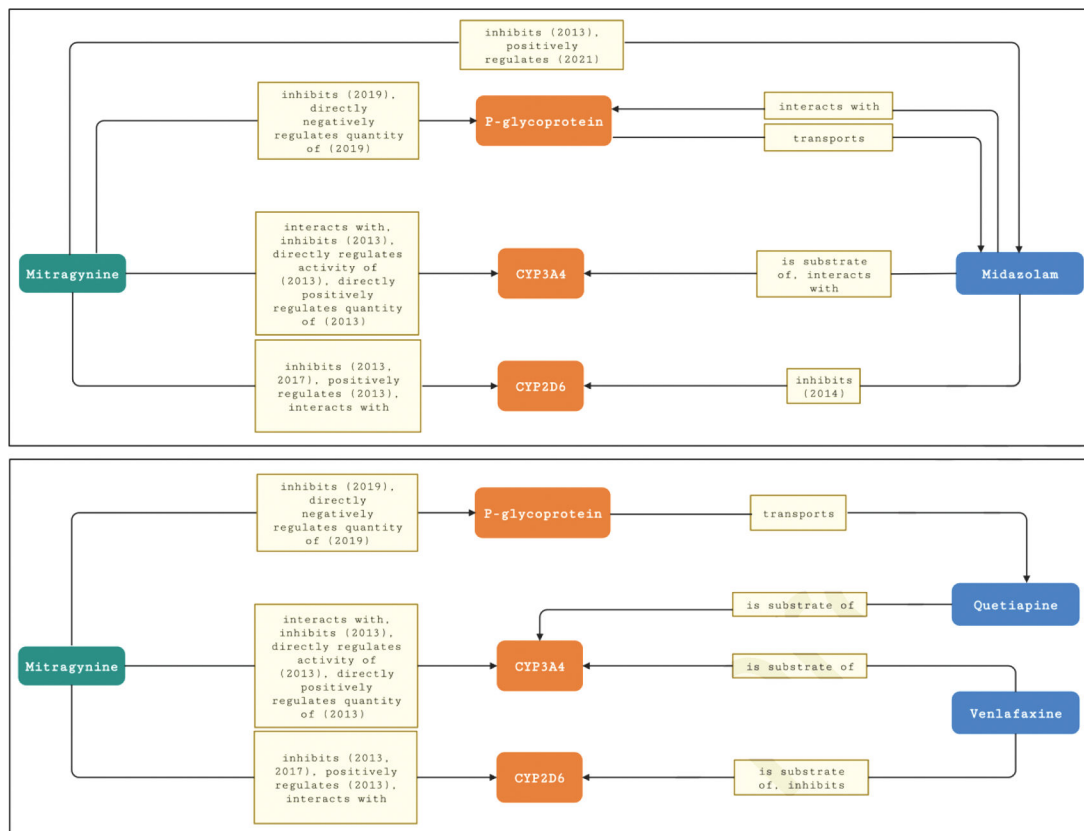 inhibits (2013),
positively
regulates (2021)
inhibits (2019),
directly
negatively
regulates quantity
of (2019)
P-glycoprotein
interacts with
transports
Mitragynine
interacts with,
inhibits (2013),
directly regulates
activity of
(2013), directly
positively
regulates quantity
of (2013)
CYP3A4
is substrate
of, interacts
with
Midazolam
inhibits (2013,
2017), positively
regulates (2013),
interacts with
CYP2D6
inhibits
(2014)
inhibits (2019),
directly
negatively
regulates quantity
of (2019)
P-glycoprotein
transports
Quetiapine
is substrate of
Mitragynine
interacts with,
inhibits (2013),
directly regulates
activity of
(2013), directly
positively
regulates quantity
of (2013)
CYP3A4
is substrate of
Venlafaxine
inhibits (2013,
2017), positively
regulates (2013),
interacts with
CYP2D6
is substrate
of, inhibits